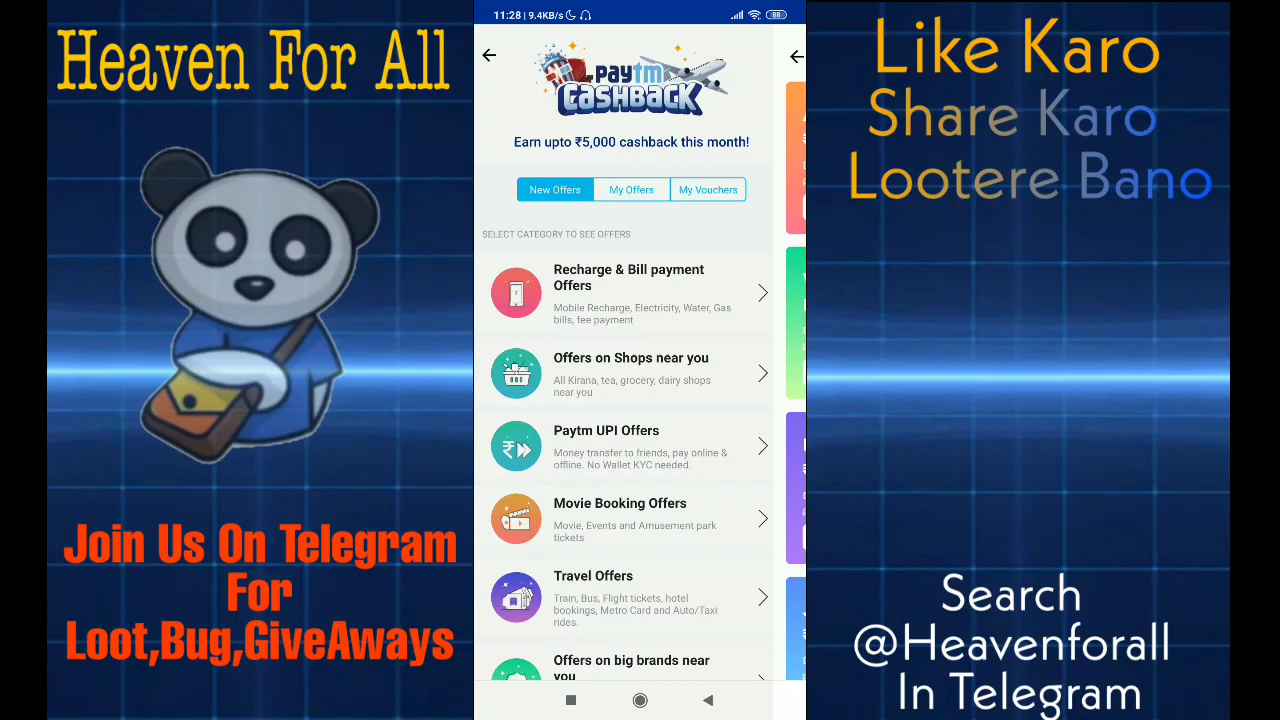 Heaven For All
Join Us On Telegram
For
Loot,Bug,GiveAways
11:28 | 9.4KB/s
88
paytm
CASHBACK
Earn upto ₹5,000 cashback this month!
New Offers
My Offers
My Vouchers
SELECT CATEGORY TO SEE OFFERS
Recharge & Bill payment
Offers
Mobile Recharge, Electricity, Water, Gas
bills, fee payment
Offers on Shops near you
All Kirana, tea, grocery, dairy shops
near you
Paytm UPI Offers
Money transfer to friends, pay online &
offline. No Wallet KYC needed.
Movie Booking Offers
Movie, Events and Amusement park
tickets
Travel Offers
Train, Bus, Flight tickets, hotel
bookings, Metro Card and Auto/Taxi
rides.
Offers on big brands near
you
Like Karo
Share Karo
Lootere Bano
Search
@Heavenforall
In Telegram